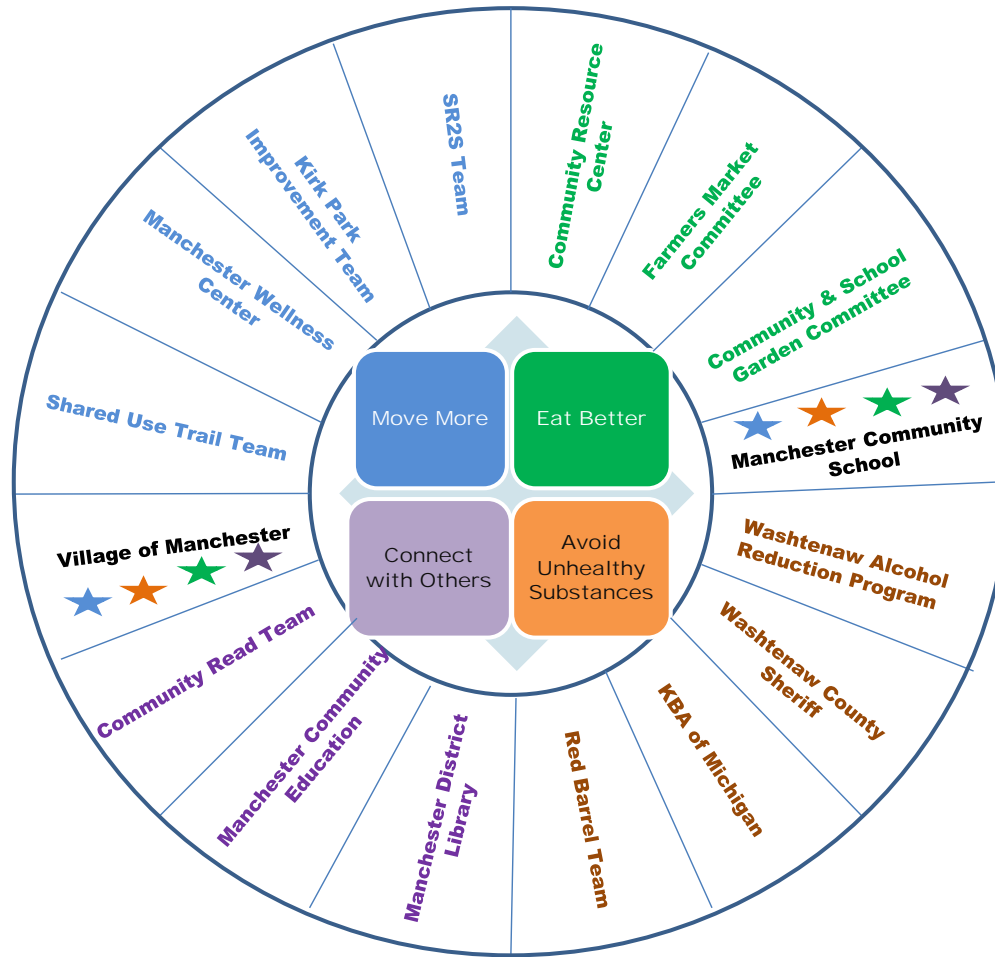 SR2S Team
Community Resource
Center
Farmers Market
Committee
Community & School
Garden Committee
Manchester Community
School
Washtenaw Alcohol
Reduction Program
Washtenaw County
Sheriff
KBA of Michigan
Red Barrel Team
Manchester District
Library
Manchester Community
Education
Community Read Team
Village of Manchester
Shared Use Trail Team
Manchester Wellness
Center
Kirk Park
Improvement Team
Move More
Eat Better
Connect
with Others
Avoid
Unhealthy
Substances